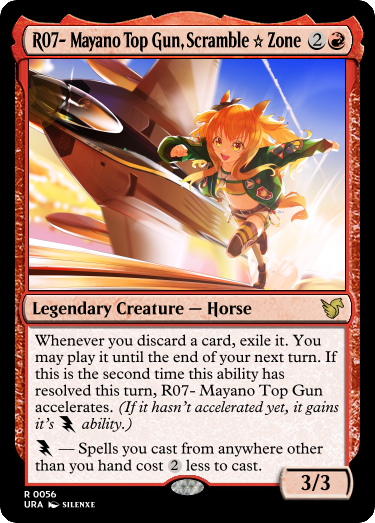 R07- Mayano Top Gun, Scramble ☆ Zone 2
Legendary Creature — Horse
Whenever you discard a card, exile it. You
may play it until the end of your next turn. If
this is the second time this ability has
resolved this turn, R07- Mayano Top Gun
accelerates. (If it hasn't accelerated yet, it gains
it's ability.)
— Spells you cast from anywhere other
than you hand cost 2 less to cast.
3/3
R 0056
URA SILENXE